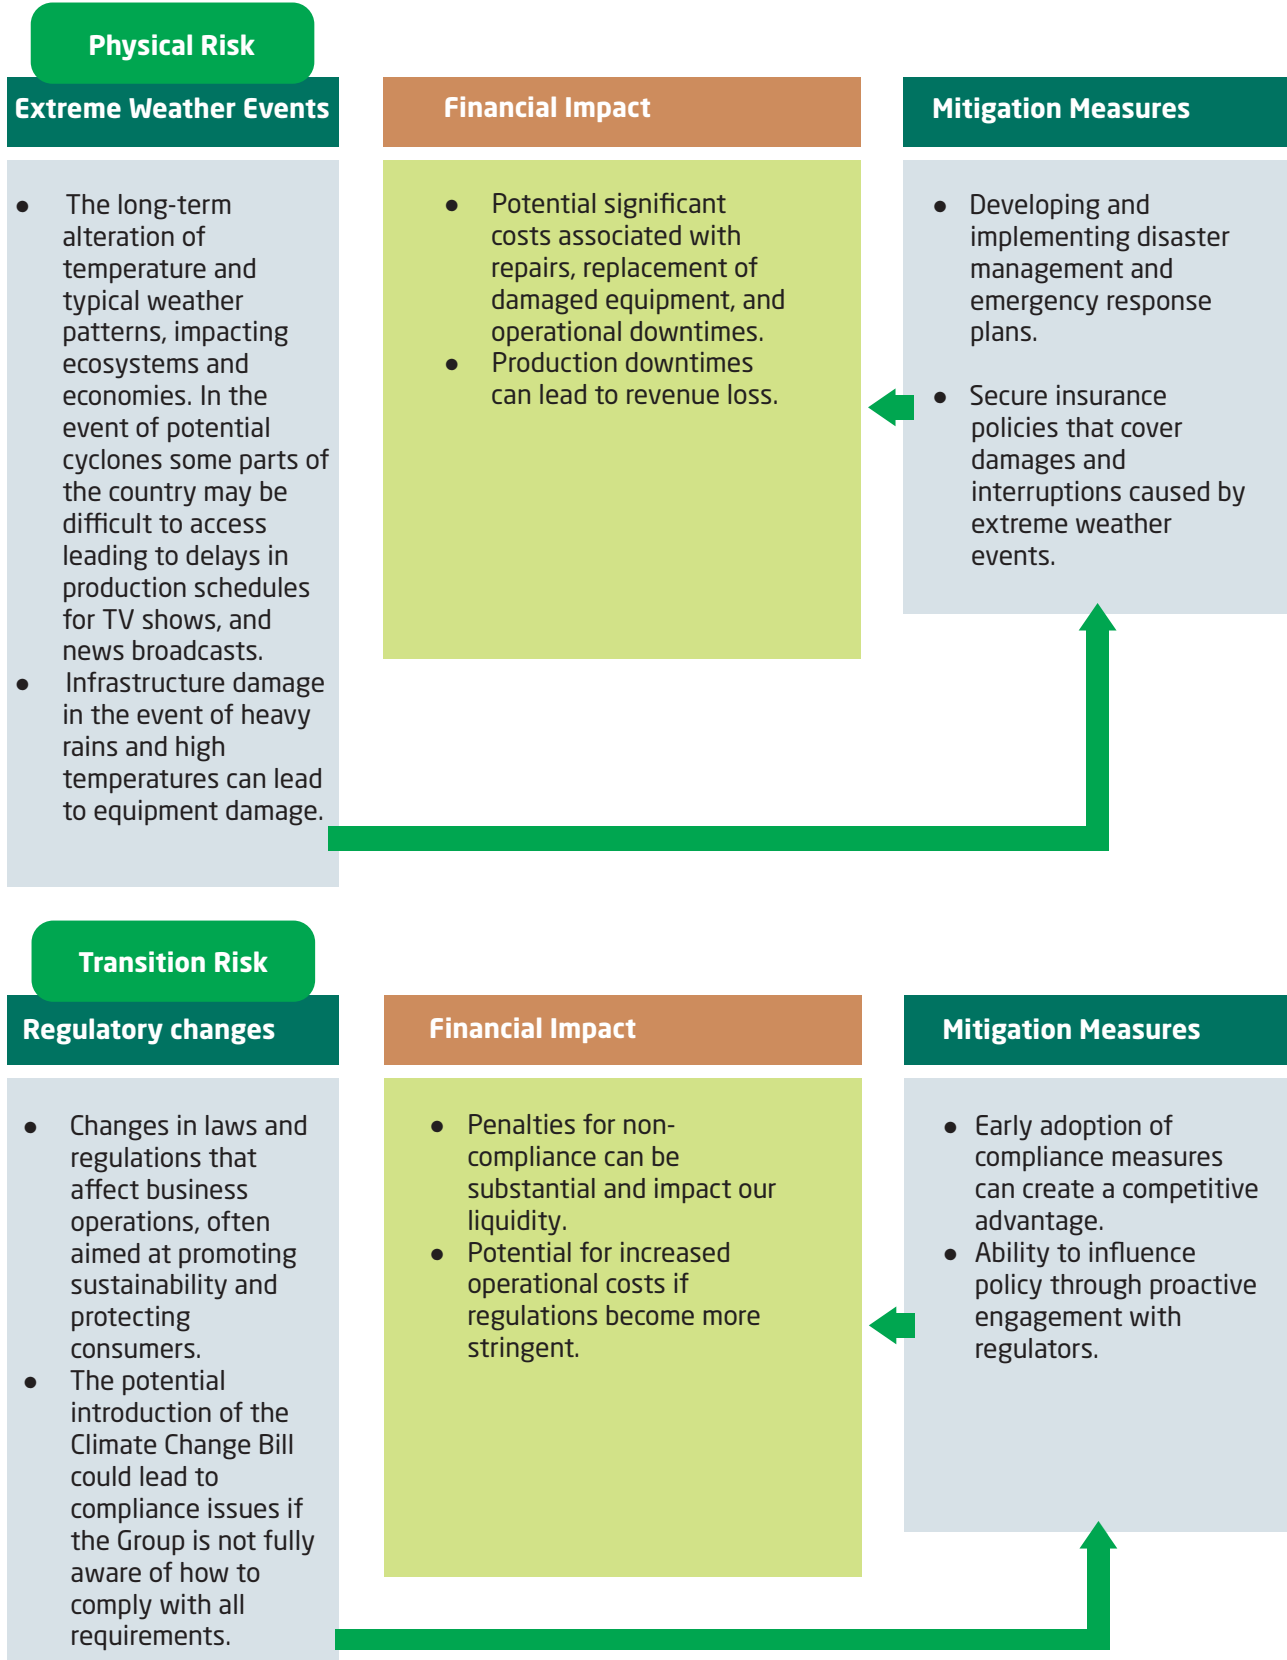 Physical Risk
Extreme Weather Events
● The long-term
alteration of
temperature and
typical weather
patterns, impacting
ecosystems and
economies. In the
event of potential
cyclones some parts of
the country may be
difficult to access
leading to delays in
production schedules
for TV shows, and
news broadcasts.
● Infrastructure damage
in the event of heavy
rains and high
temperatures can lead
to equipment damage.
Financial Impact
● Potential significant
costs associated with
repairs, replacement of
damaged equipment, and
operational downtimes.
● Production downtimes
can lead to revenue loss.
Mitigation Measures
● Developing and
implementing disaster
management and
emergency response
plans.
● Secure insurance
policies that cover
damages and
interruptions caused by
extreme weather
events.
Transition Risk
Regulatory changes
● Changes in laws and
regulations that
affect business
operations, often
aimed at promoting
sustainability and
protecting
consumers.
● The potential
introduction of the
Climate Change Bill
could lead to
compliance issues if
the Group is not fully
aware of how to
comply with all
requirements.
Financial Impact
● Penalties for non-
compliance can be
substantial and impact our
liquidity.
● Potential for increased
operational costs if
regulations become more
stringent.
Mitigation Measures
● Early adoption of
compliance measures
can create a competitive
advantage.
● Ability to influence
policy through proactive
engagement with
regulators.